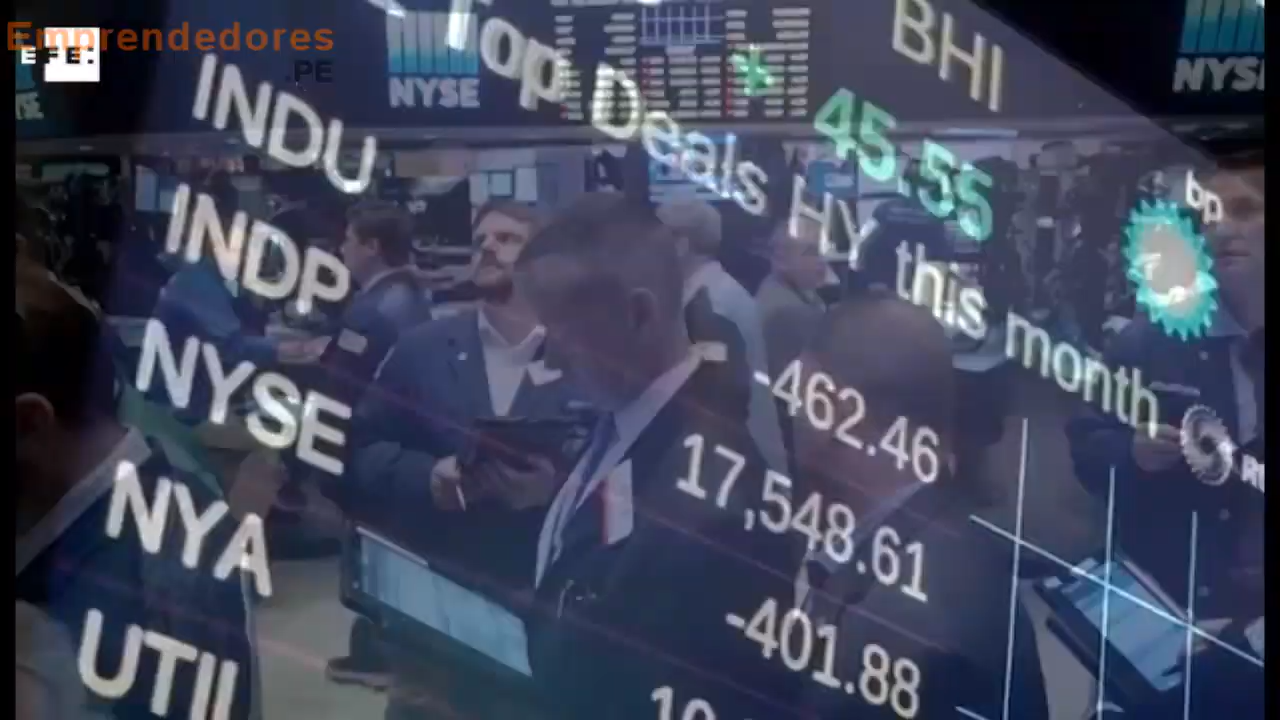 Emprendedores
.PE
EFE:
NYSE
NYSE
Top Deals HY this month
BHI
45.55
bp
INDU
INDP
NYSE
NYA
UTIL
-462.46
17,548.61
-401.88